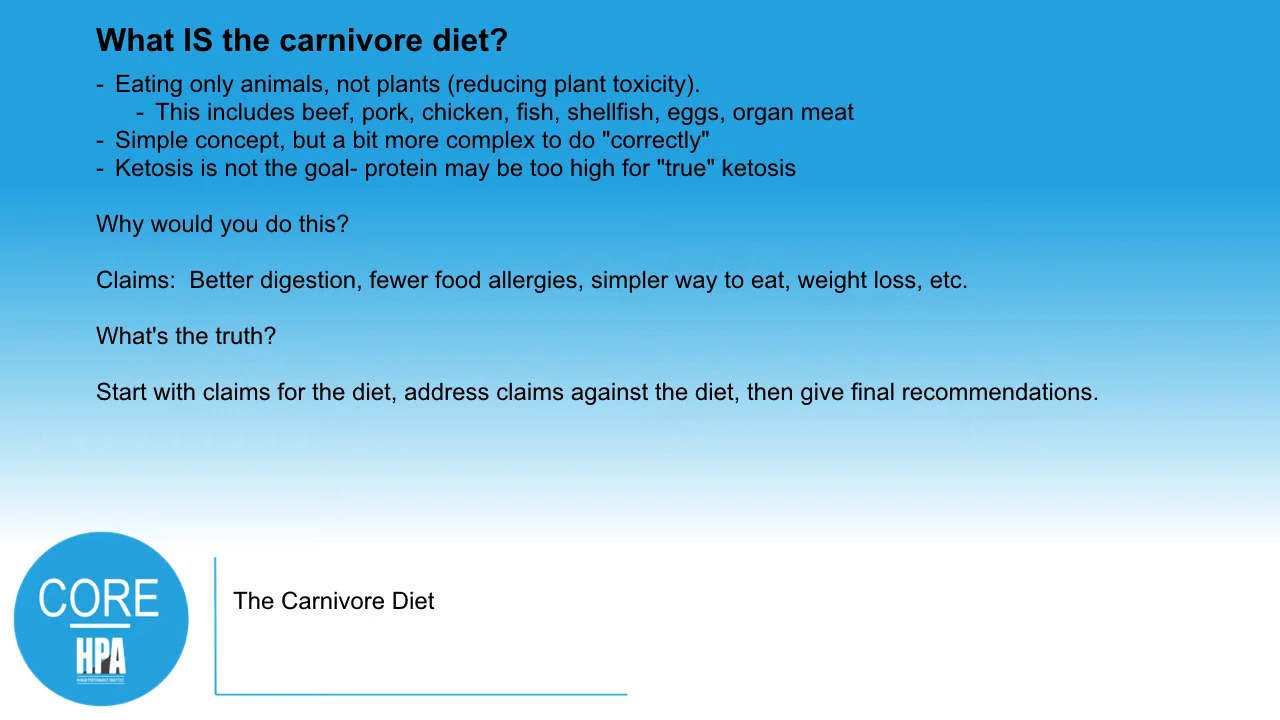 What IS the carnivore diet?
- Eating only animals, not plants (reducing plant toxicity).
- This includes beef, pork, chicken, fish, shellfish, eggs, organ meat
- Simple concept, but a bit more complex to do "correctly"
- Ketosis is not the goal- protein may be too high for "true" ketosis
Why would you do this?
Claims:  Better digestion, fewer food allergies, simpler way to eat, weight loss, etc.
What's the truth?
Start with claims for the diet, address claims against the diet, then give final recommendations.
CORE
HPA
HUMAN PERFORMANCE ANALYTICS
The Carnivore Diet